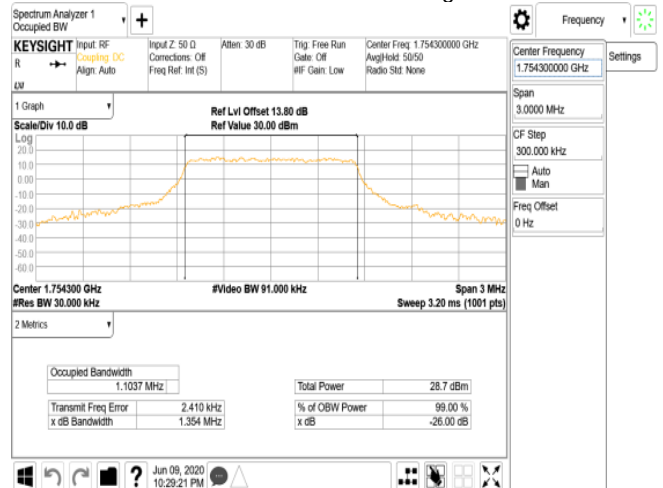 Spectrum Analyzer 1
Occupied BW
Frequency
KEYSIGHT
Input: RF
Coupling: DC
Align: Auto
Input Z: 50 Ω
Corrections: Off
Freq Ref: Int (S)
Atten: 30 dB
Trig: Free Run
Gate: Off
#IF Gain: Low
Center Freq: 1.754300000 GHz
Avg|Hold: 50/50
Radio Std: None
R
Center Frequency
1.754300000 GHz
Settings
Span
3.0000 MHz
CF Step
300.000 kHz
Auto
Man
Freq Offset
0 Hz
1 Graph
Scale/Div 10.0 dB
Ref Lvl Offset 13.80 dB
Ref Value 30.00 dBm
Log
20.0
10.0
0.00
-10.0
-20.0
-30.0
-40.0
-50.0
-60.0
Center 1.754300 GHz
#Video BW 91.000 kHz
Span 3 MHz
#Res BW 30.000 kHz
Sweep 3.20 ms (1001 pts)
2 Metrics
Occupied Bandwidth
1.1037 MHz
Total Power 28.7 dBm
Transmit Freq Error 2.410 kHz
% of OBW Power 99.00 %
x dB Bandwidth 1.354 MHz
x dB -26.00 dB
Jun 09, 2020
10:29:21 PM